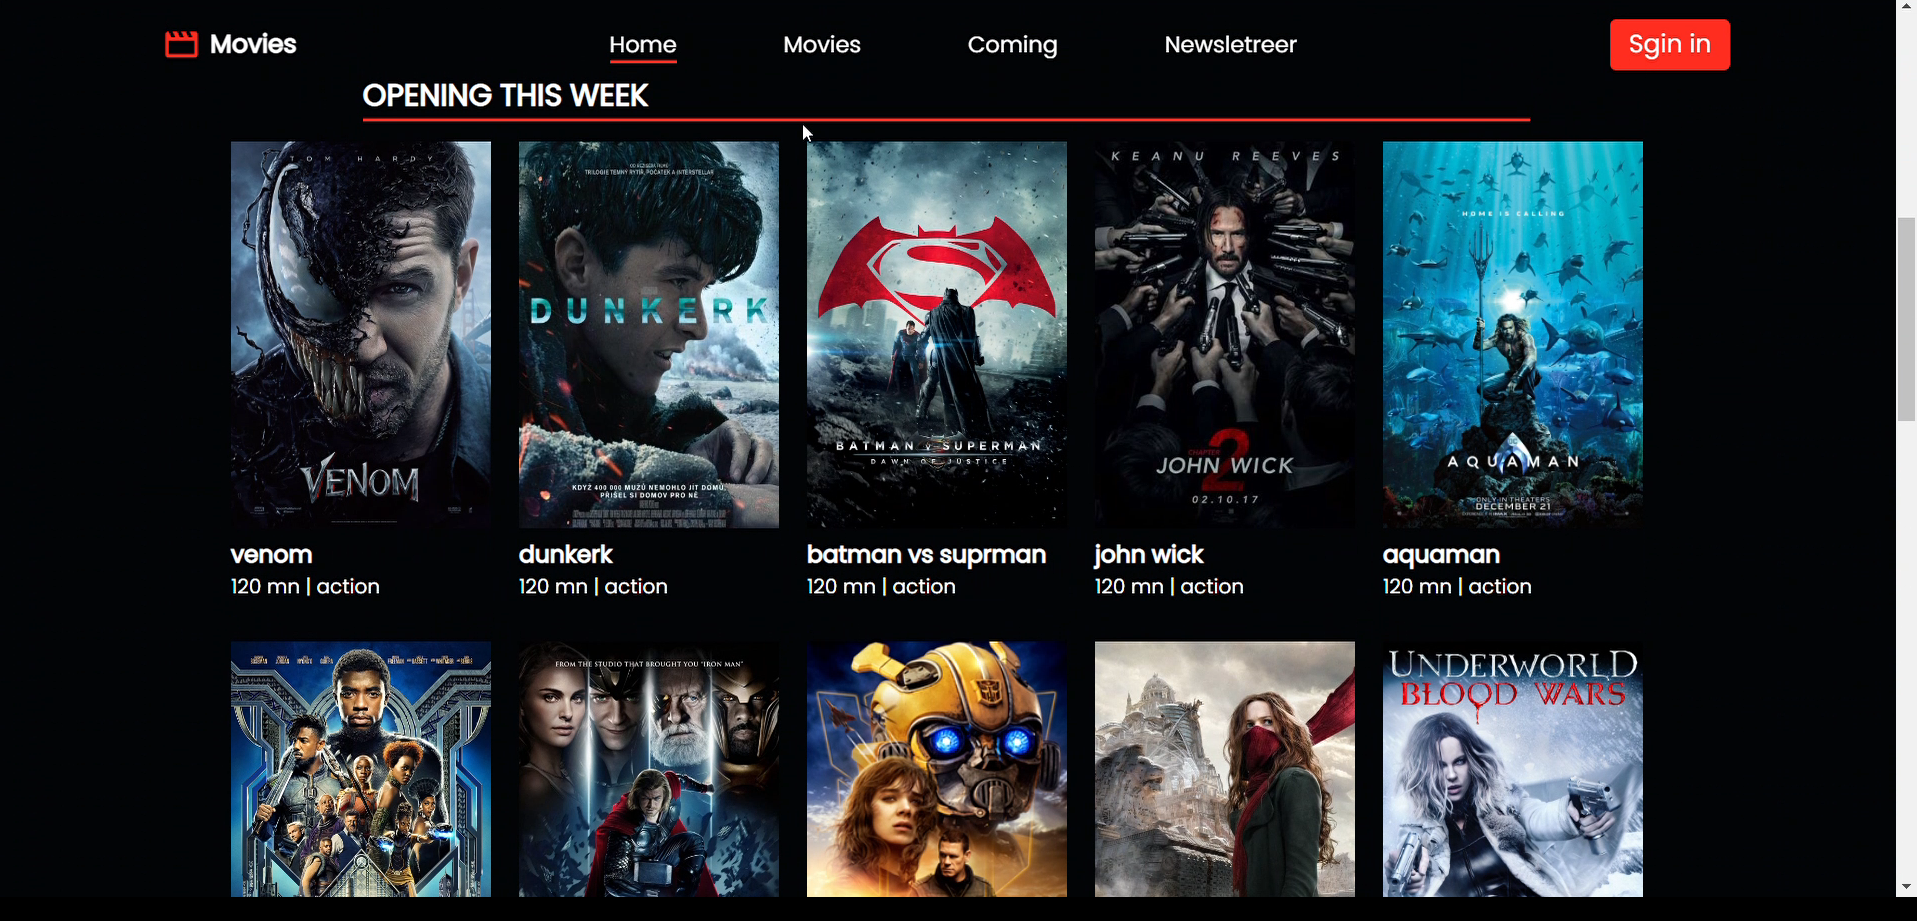 Movies
Home
Movies
Coming
Newsletreer
Sgin in
OPENING THIS WEEK
TOM HARDY
VENOM
OD REŽISÉRA FILMŮ
TRILOGIE TEMNÝ RYTÍŘ, POČÁTEK A INTERSTELLAR
DUNKERK
KDYŽ 400 000 MUŽŮ NEMOHLO JÍT DOMŮ,
PŘIŠEL SI DOMOV PRO NĚ
BATMAN v SUPERMAN
DAWN OF JUSTICE
KEANU REEVES
CHAPTER
2
JOHN WICK
02.10.17
HOME IS CALLING
AQUAMAN
ONLY IN THEATERS
DECEMBER 21
venom
120 mn | action
dunkerk
120 mn | action
batman vs suprman
120 mn | action
john wick
120 mn | action
aquaman
120 mn | action
FROM THE STUDIO THAT BROUGHT YOU "IRON MAN"
UNDERWORLD
BLOOD WARS